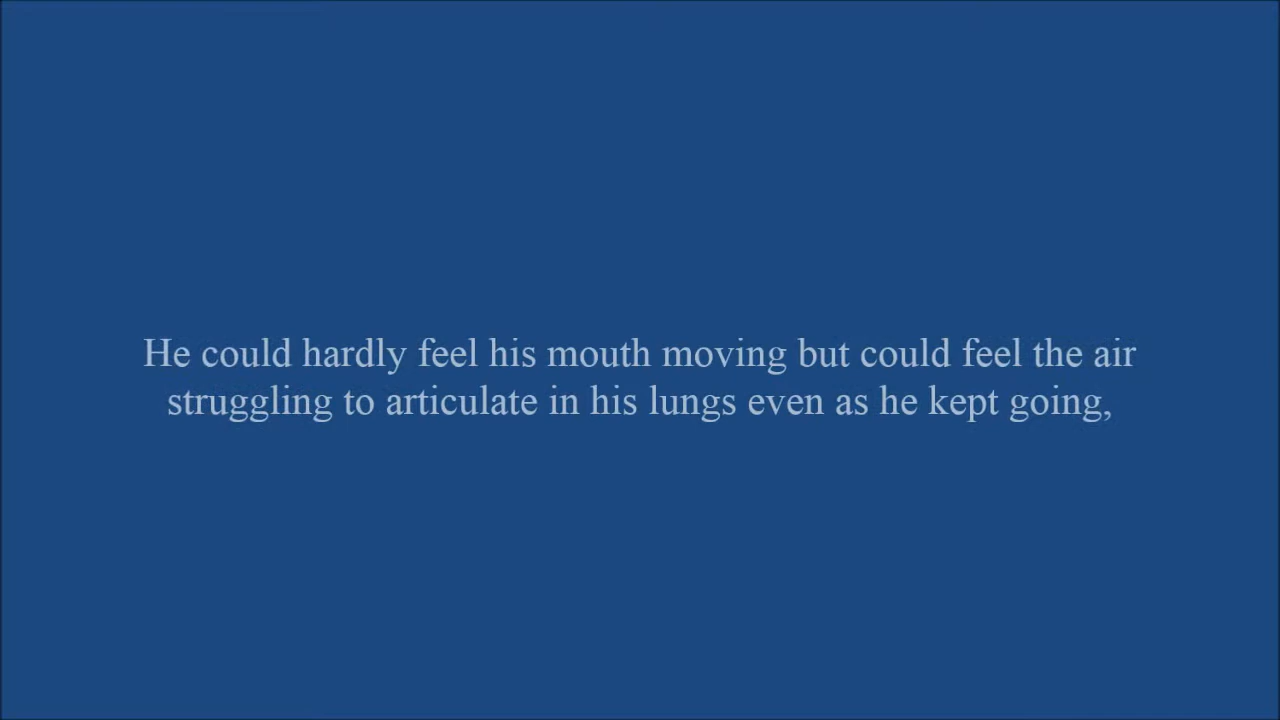 He could hardly feel his mouth moving but could feel the air
struggling to articulate in his lungs even as he kept going,